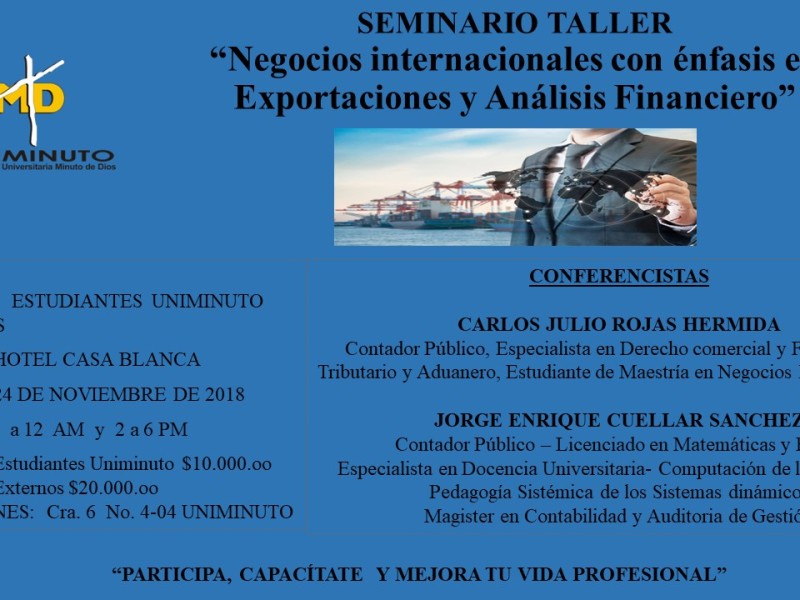 SEMINARIO TALLER
“Negocios internacionales con énfasis e
Exportaciones y Análisis Financiero”
MD
MINUTO
Universitaria Minuto de Dios
ESTUDIANTES UNIMINUTO
S
HOTEL CASA BLANCA
24 DE NOVIEMBRE DE 2018
a 12 AM y 2 a 6 PM
Estudiantes Uniminuto $10.000.oo
Externos $20.000.oo
NES: Cra. 6 No. 4-04 UNIMINUTO
CONFERENCISTAS
CARLOS JULIO ROJAS HERMIDA
Contador Público, Especialista en Derecho comercial y F
Tributario y Aduanero, Estudiante de Maestría en Negocios
JORGE ENRIQUE CUELLAR SANCHEZ
Contador Público – Licenciado en Matemáticas y
Especialista en Docencia Universitaria- Computación de l
Pedagogía Sistémica de los Sistemas dinámico
Magister en Contabilidad y Auditoria de Gestió
“PARTICIPA, CAPACÍTATE Y MEJORA TU VIDA PROFESIONAL”